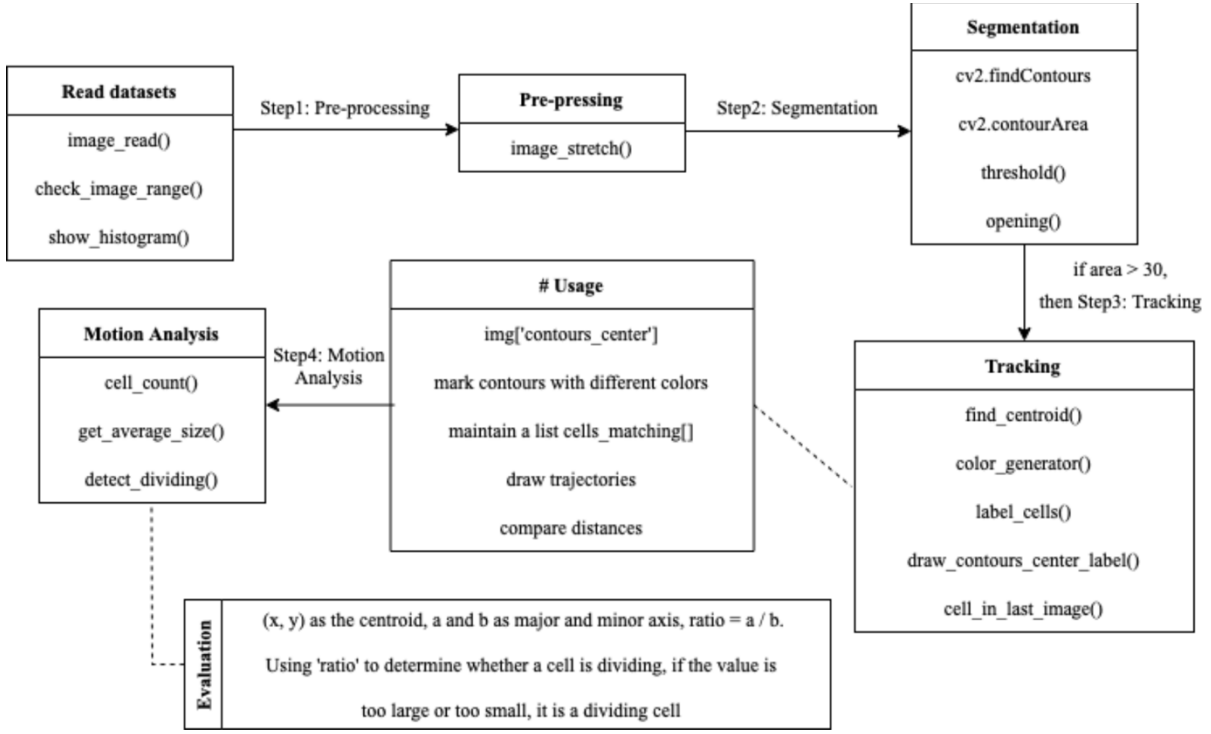 Read datasets
image_read()
check_image_range()
show_histogram()
Step1: Pre-processing
Pre-pressing
image_stretch()
Step2: Segmentation
Segmentation
cv2.findContours
cv2.contourArea
threshold()
opening()
if area > 30,
then Step3: Tracking
Tracking
find_centroid()
color_generator()
label_cells()
draw_contours_center_label()
cell_in_last_image()
# Usage
img['contours_center']
mark contours with different colors
maintain a list cells_matching[]
draw trajectories
compare distances
Step4: Motion
Analysis
Motion Analysis
cell_count()
get_average_size()
detect_dividing()
Evaluation
(x, y) as the centroid, a and b as major and minor axis, ratio = a / b.
Using 'ratio' to determine whether a cell is dividing, if the value is
too large or too small, it is a dividing cell